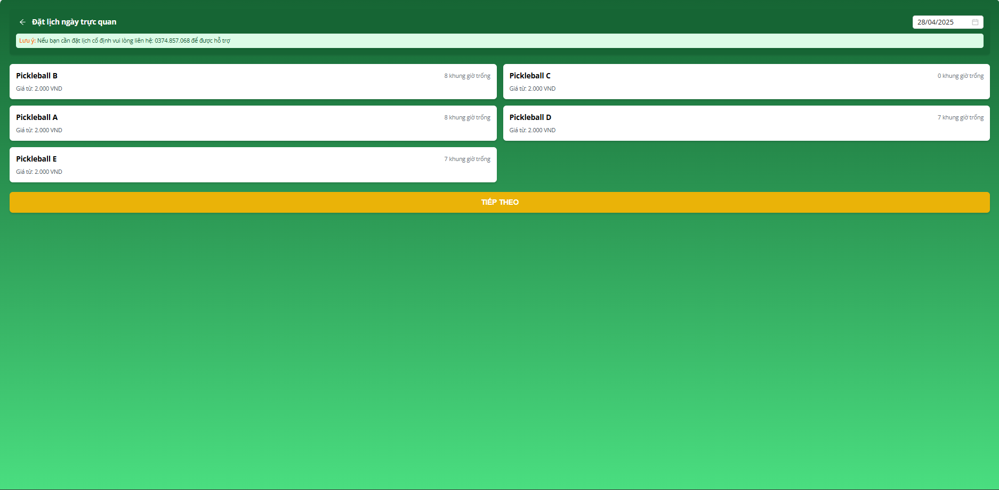 Đặt lịch ngày trực quan
28/04/2025
Lưu ý: Nếu bạn cần đặt lịch cố định vui lòng liên hệ: 0374.857.068 để được hỗ trợ
Pickleball B
8 khung giờ trống
Giá từ: 2.000 VND
Pickleball C
0 khung giờ trống
Giá từ: 2.000 VND
Pickleball A
8 khung giờ trống
Giá từ: 2.000 VND
Pickleball D
7 khung giờ trống
Giá từ: 2.000 VND
Pickleball E
7 khung giờ trống
Giá từ: 2.000 VND
TIẾP THEO